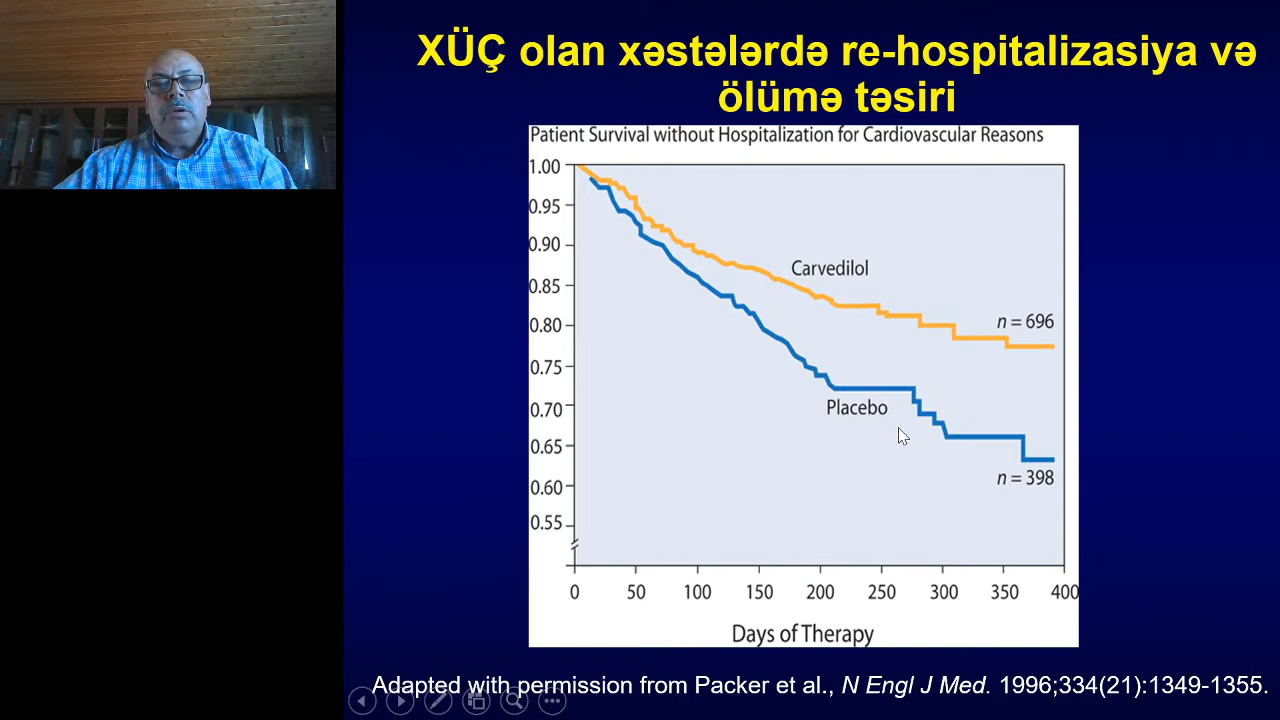 XÜÇ olan xəstələrdə re-hospitalizasiya və
ölümə təsiri
Patient Survival without Hospitalization for Cardiovascular Reasons
1.00
0.95
0.90
0.85
0.80
0.75
0.70
0.65
0.60
0.55
Carvedilol
n = 696
Placebo
n = 398
0 50 100 150 200 250 300 350 400
Days of Therapy
Adapted with permission from Packer et al., N Engl J Med. 1996;334(21):1349-1355.